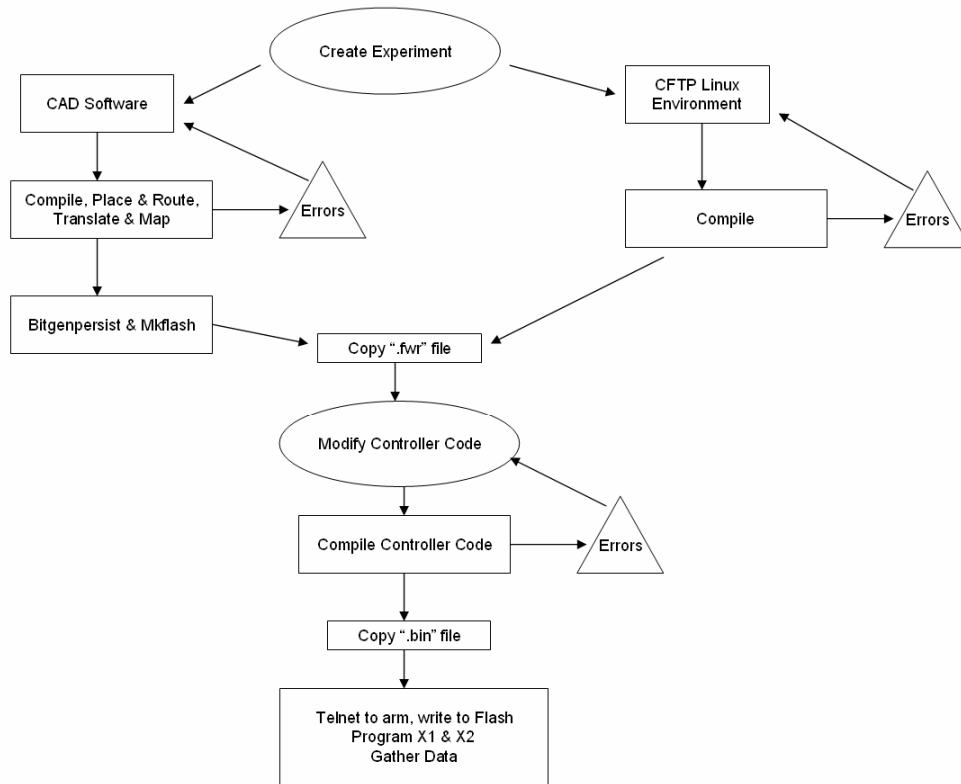 Create Experiment
CAD Software
CFTP Linux
Environment
Compile, Place & Route,
Translate & Map
Errors
Compile
Errors
Bitgenpersist & Mkflash
Copy “.fwr” file
Modify Controller Code
Compile Controller Code
Errors
Copy “.bin” file
Telnet to arm, write to Flash
Program X1 & X2
Gather Data